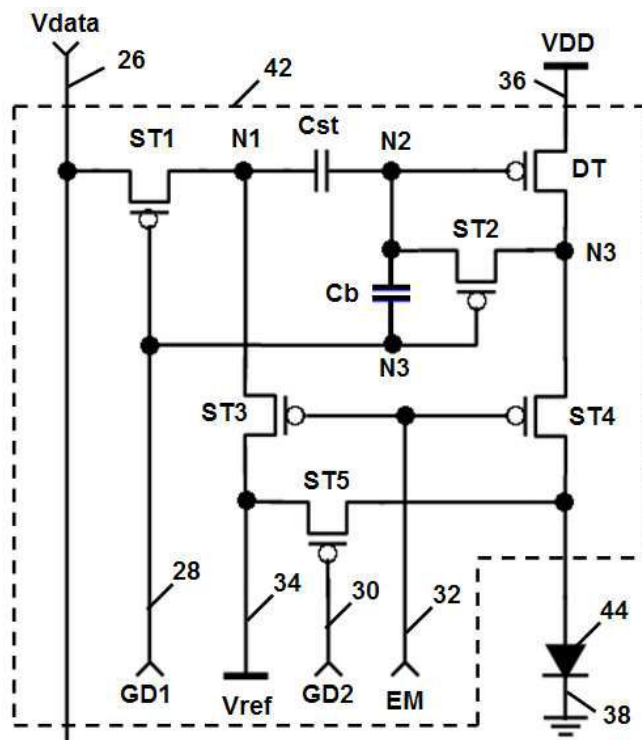 Vdata
26
42
VDD
36
ST1
N1
Cst
N2
DT
ST2
N3
Cb
N3
ST3
ST4
ST5
28
34
30
32
44
GD1
Vref
GD2
EM
38